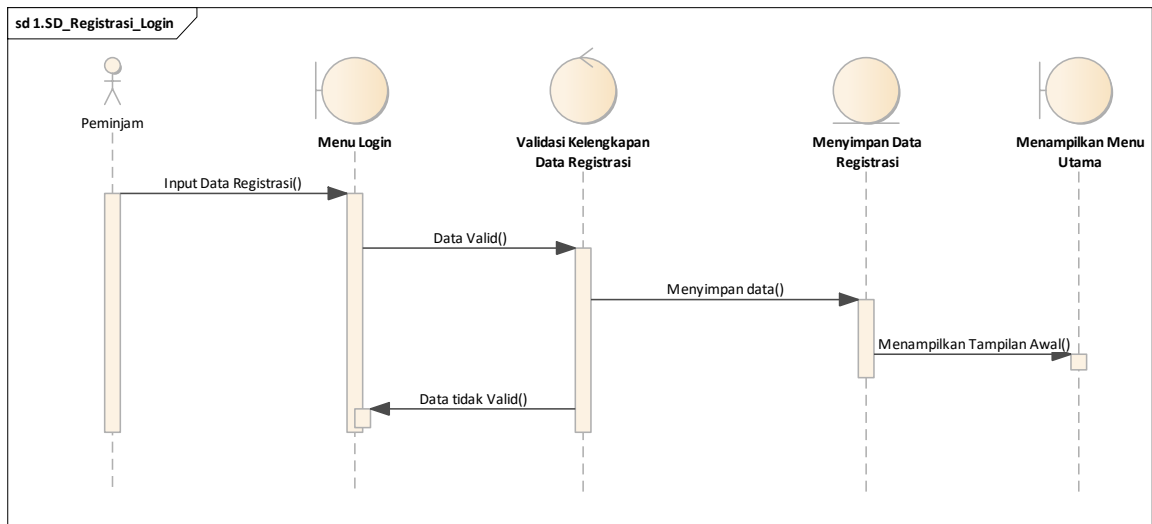 sd 1.SD_Registrasi_Login
Peminjam
Menu Login
Validasi Kelengkapan
Data Registrasi
Menyimpan Data
Registrasi
Menampilkan Menu
Utama
Input Data Registrasi()
Data Valid()
Menyimpan data()
Menampilkan Tampilan Awal()
Data tidak Valid()